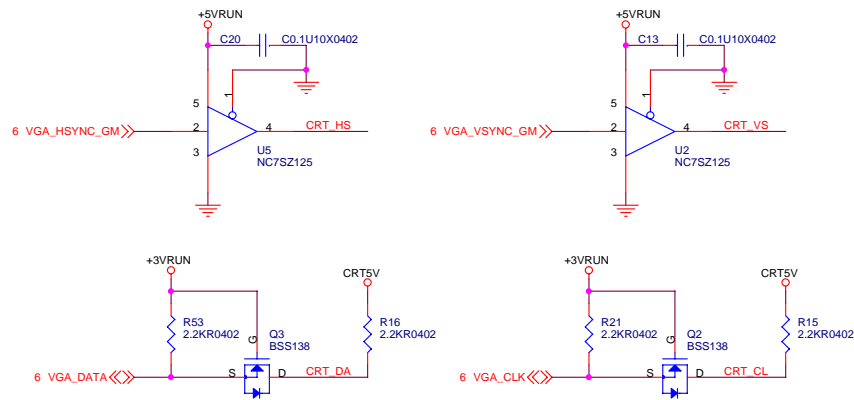 +5VRUN
C20 C0.1U10X0402
1
5
6 VGA_HSYNC_GM 2 4 CRT_HS
3
U5
NC7SZ125
+5VRUN
C13 C0.1U10X0402
1
5
6 VGA_VSYNC_GM 2 4 CRT_VS
3
U2
NC7SZ125
+3VRUN
CRT5V
R53
2.2KR0402
G
Q3
BSS138
R16
2.2KR0402
6 VGA_DATA S D CRT_DA
+3VRUN
CRT5V
R21
2.2KR0402
G
Q2
BSS138
R15
2.2KR0402
6 VGA_CLK S D CRT_CL